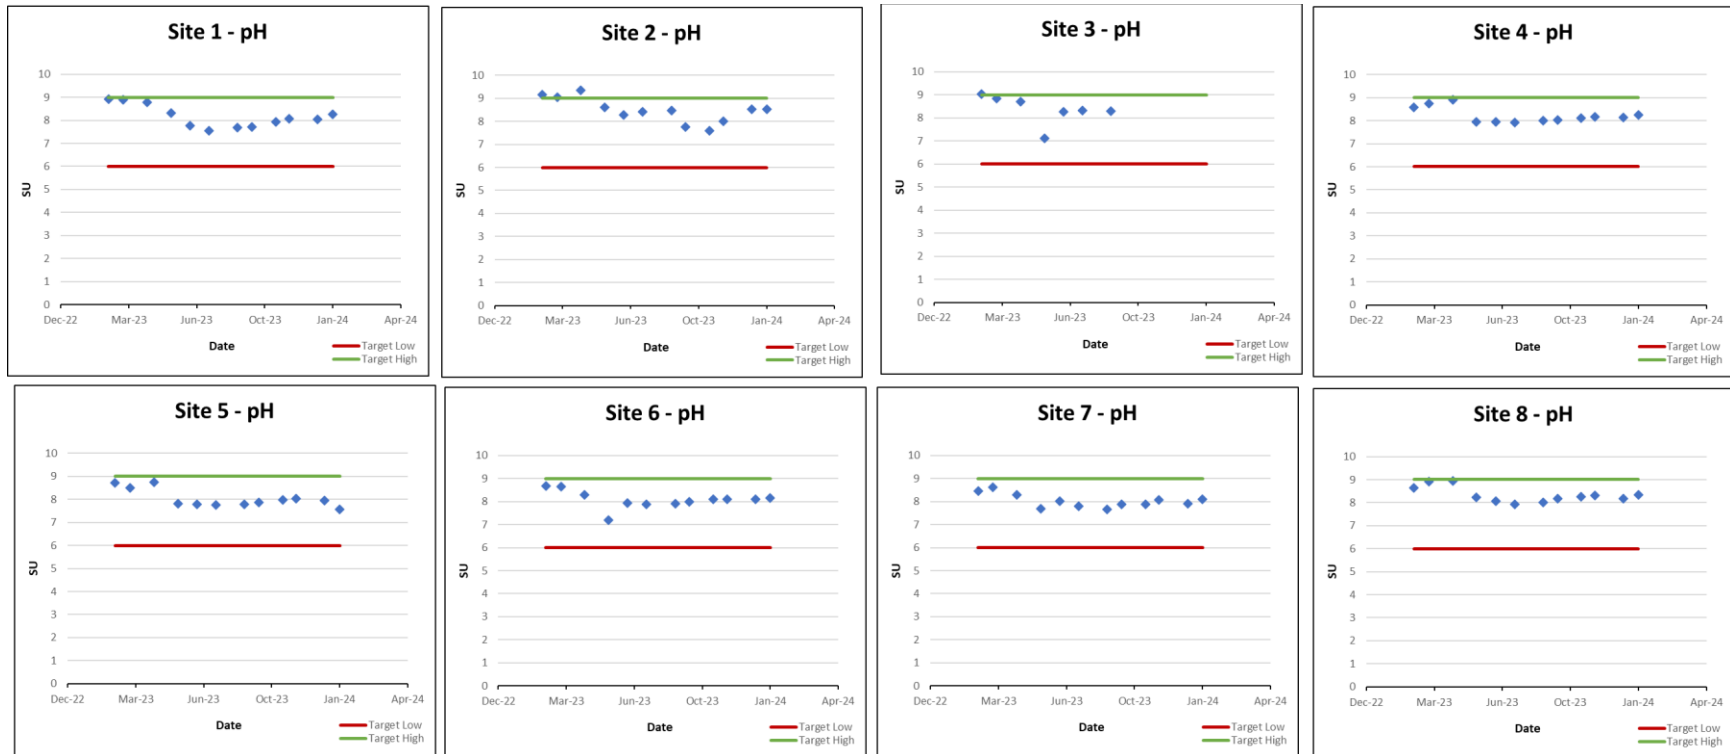 Site 1 - pH
10
9
8
7
6
5
4
3
2
1
0
SU
Dec-22 Mar-23 Jun-23 Oct-23 Jan-24 Apr-24
Date
Target Low
Target High
Site 2 - pH
10
9
8
7
6
5
4
3
2
1
0
SU
Dec-22 Mar-23 Jun-23 Oct-23 Jan-24 Apr-24
Date
Target Low
Target High
Site 3 - pH
10
9
8
7
6
5
4
3
2
1
0
SU
Dec-22 Mar-23 Jun-23 Oct-23 Jan-24 Apr-24
Date
Target Low
Target High
Site 4 - pH
10
9
8
7
6
5
4
3
2
1
0
SU
Dec-22 Mar-23 Jun-23 Oct-23 Jan-24 Apr-24
Date
Target Low
Target High
Site 5 - pH
10
9
8
7
6
5
4
3
2
1
0
SU
Dec-22 Mar-23 Jun-23 Oct-23 Jan-24 Apr-24
Date
Target Low
Target High
Site 6 - pH
10
9
8
7
6
5
4
3
2
1
0
SU
Dec-22 Mar-23 Jun-23 Oct-23 Jan-24 Apr-24
Date
Target Low
Target High
Site 7 - pH
10
9
8
7
6
5
4
3
2
1
0
SU
Dec-22 Mar-23 Jun-23 Oct-23 Jan-24 Apr-24
Date
Target Low
Target High
Site 8 - pH
10
9
8
7
6
5
4
3
2
1
0
SU
Dec-22 Mar-23 Jun-23 Oct-23 Jan-24 Apr-24
Date
Target Low
Target High